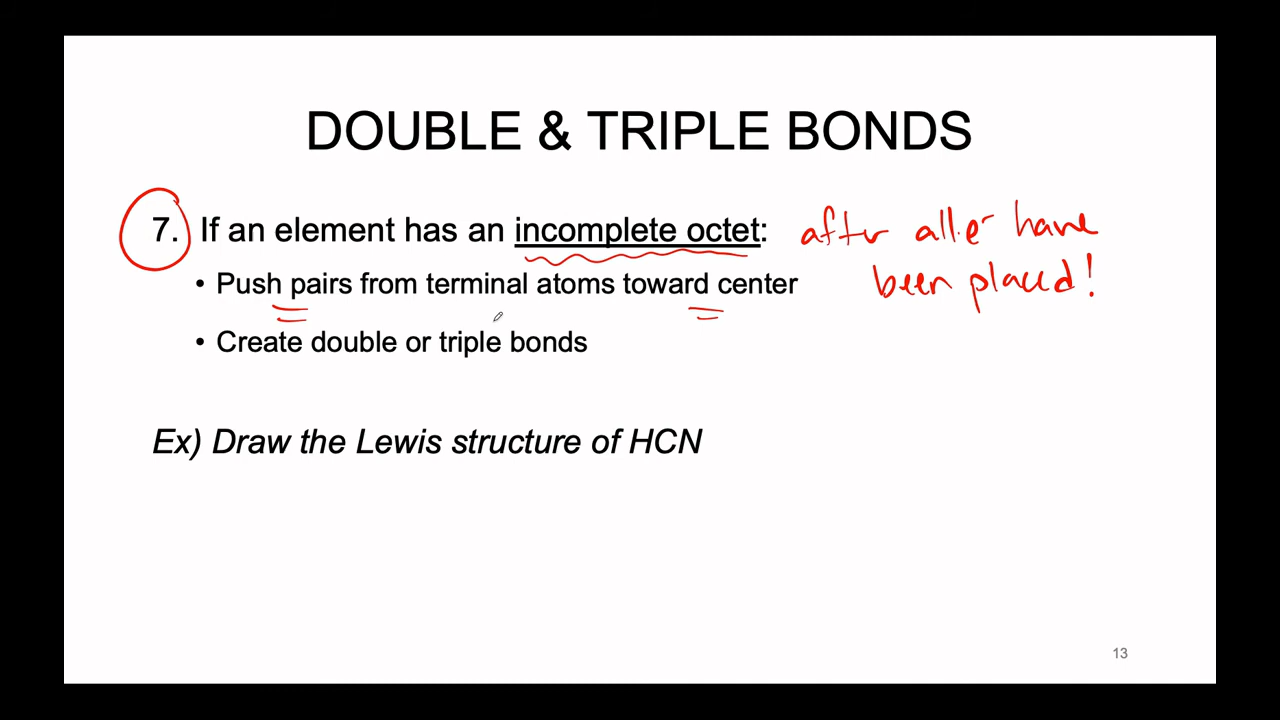 DOUBLE & TRIPLE BONDS
7. If an element has an incomplete octet: after all e⁻ have
• Push pairs from terminal atoms toward center been placed!
• Create double or triple bonds
Ex) Draw the Lewis structure of HCN
13